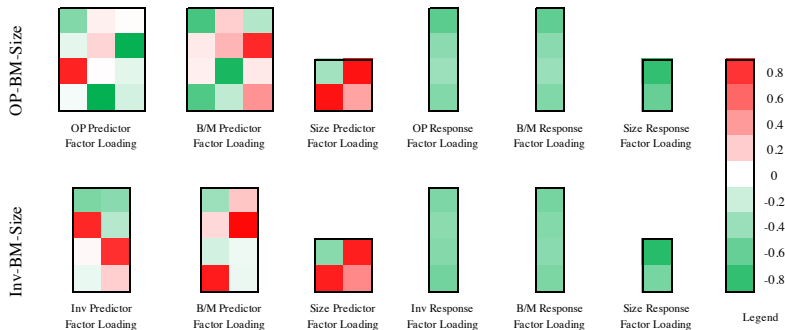 OP-BM-Size
OP Predictor
Factor Loading
B/M Predictor
Factor Loading
Size Predictor
Factor Loading
OP Response
Factor Loading
B/M Response
Factor Loading
Size Response
Factor Loading
Inv-BM-Size
Inv Predictor
Factor Loading
B/M Predictor
Factor Loading
Size Predictor
Factor Loading
Inv Response
Factor Loading
B/M Response
Factor Loading
Size Response
Factor Loading
0.8
0.6
0.4
0.2
0
-0.2
-0.4
-0.6
-0.8
Legend